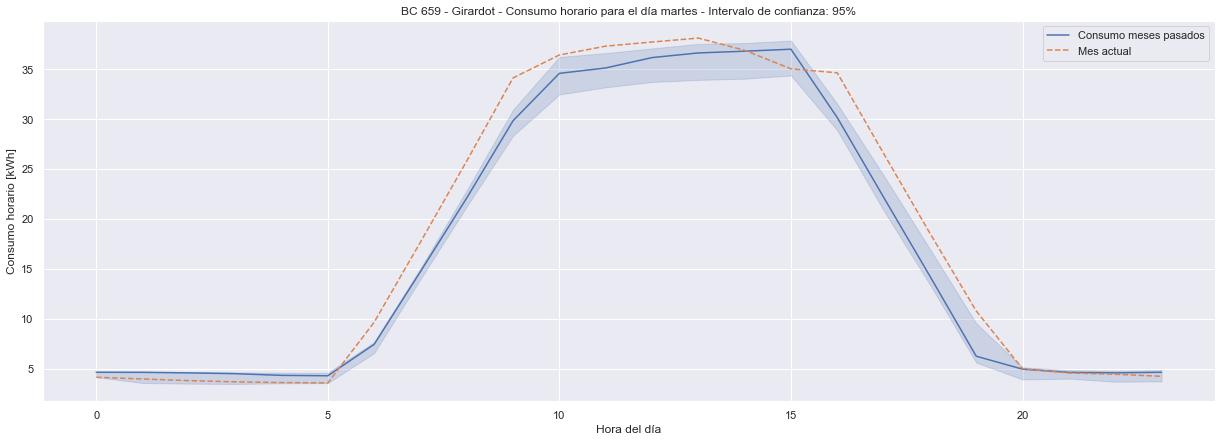 BC 659 - Girardot - Consumo horario para el día martes - Intervalo de confianza: 95%
Consumo meses pasados
Mes actual
Consumo horario [kWh]
35
30
25
20
15
10
5
0
5
10
15
20
Hora del día